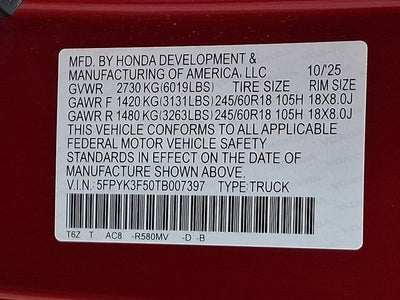 MFD. BY HONDA DEVELOPMENT &
MANUFACTURING OF AMERICA, LLC 10/'25
GVWR 2730 KG(6019LBS) TIRE SIZE RIM SIZE
GAWR F 1420 KG(3131LBS) 245/60R18 105H 18X8.0J
GAWR R 1480 KG(3263LBS) 245/60R18 105H 18X8.0J
THIS VEHICLE CONFORMS TO ALL APPLICABLE
FEDERAL MOTOR VEHICLE SAFETY
STANDARDS IN EFFECT ON THE DATE OF
MANUFACTURE SHOWN ABOVE.
V.I.N: 5FPYK3F50TB007397 TYPE TRUCK
T6Z T AC8 -R580MV -D -B